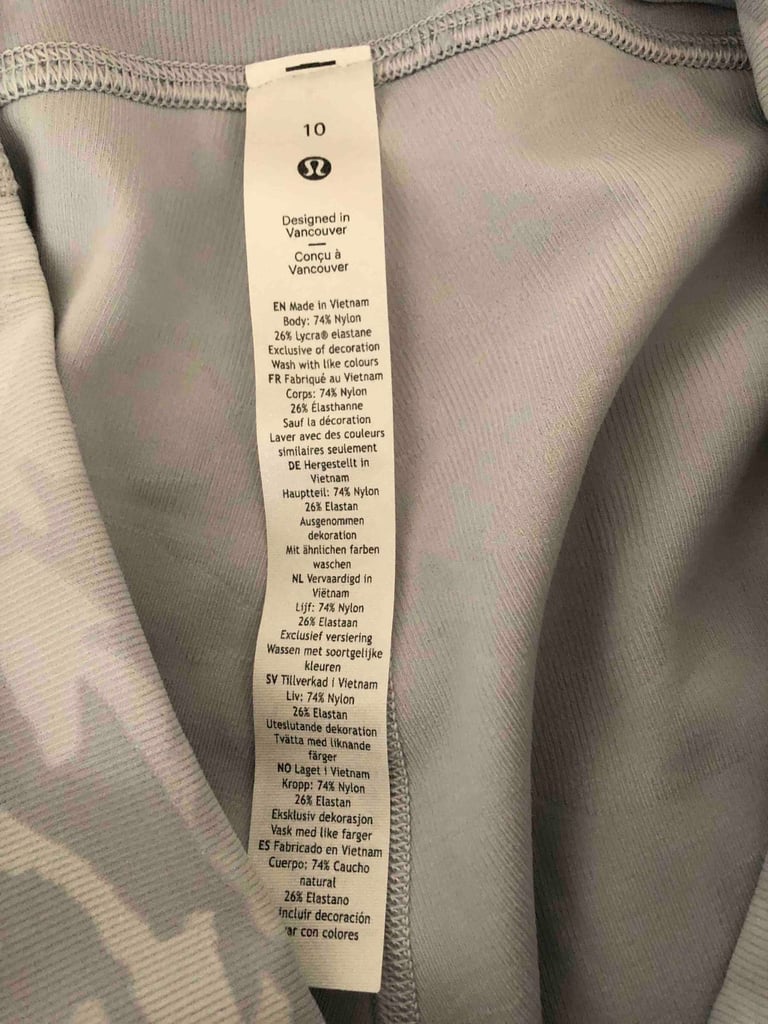 10
Designed in
Vancouver
Conçu à
Vancouver
EN Made in Vietnam
Body: 74% Nylon
26% Lycra® elastane
Exclusive of decoration
Wash with like colours
FR Fabriqué au Vietnam
Corps: 74% Nylon
26% Élasthanne
Sauf la décoration
Laver avec des couleurs
similaires seulement
DE Hergestellt in
Vietnam
Hauptteil: 74% Nylon
26% Elastan
Ausgenommen
dekoration
Mit ähnlichen farben
waschen
NL Vervaardigd in
Viëtnam
Lijf: 74% Nylon
26% Elastaan
Exclusief versiering
Wassen met soortgelijke
kleuren
SV Tillverkad i Vietnam
Liv: 74% Nylon
26% Elastan
Uteslutande dekoration
Tvätta med liknande
färger
NO Laget i Vietnam
Kropp: 74% Nylon
26% Elastan
Eksklusiv dekorasjon
Vask med like farger
ES Fabricado en Vietnam
Cuerpo: 74% Caucho
natural
26% Elastano
incluir decoración
con colores